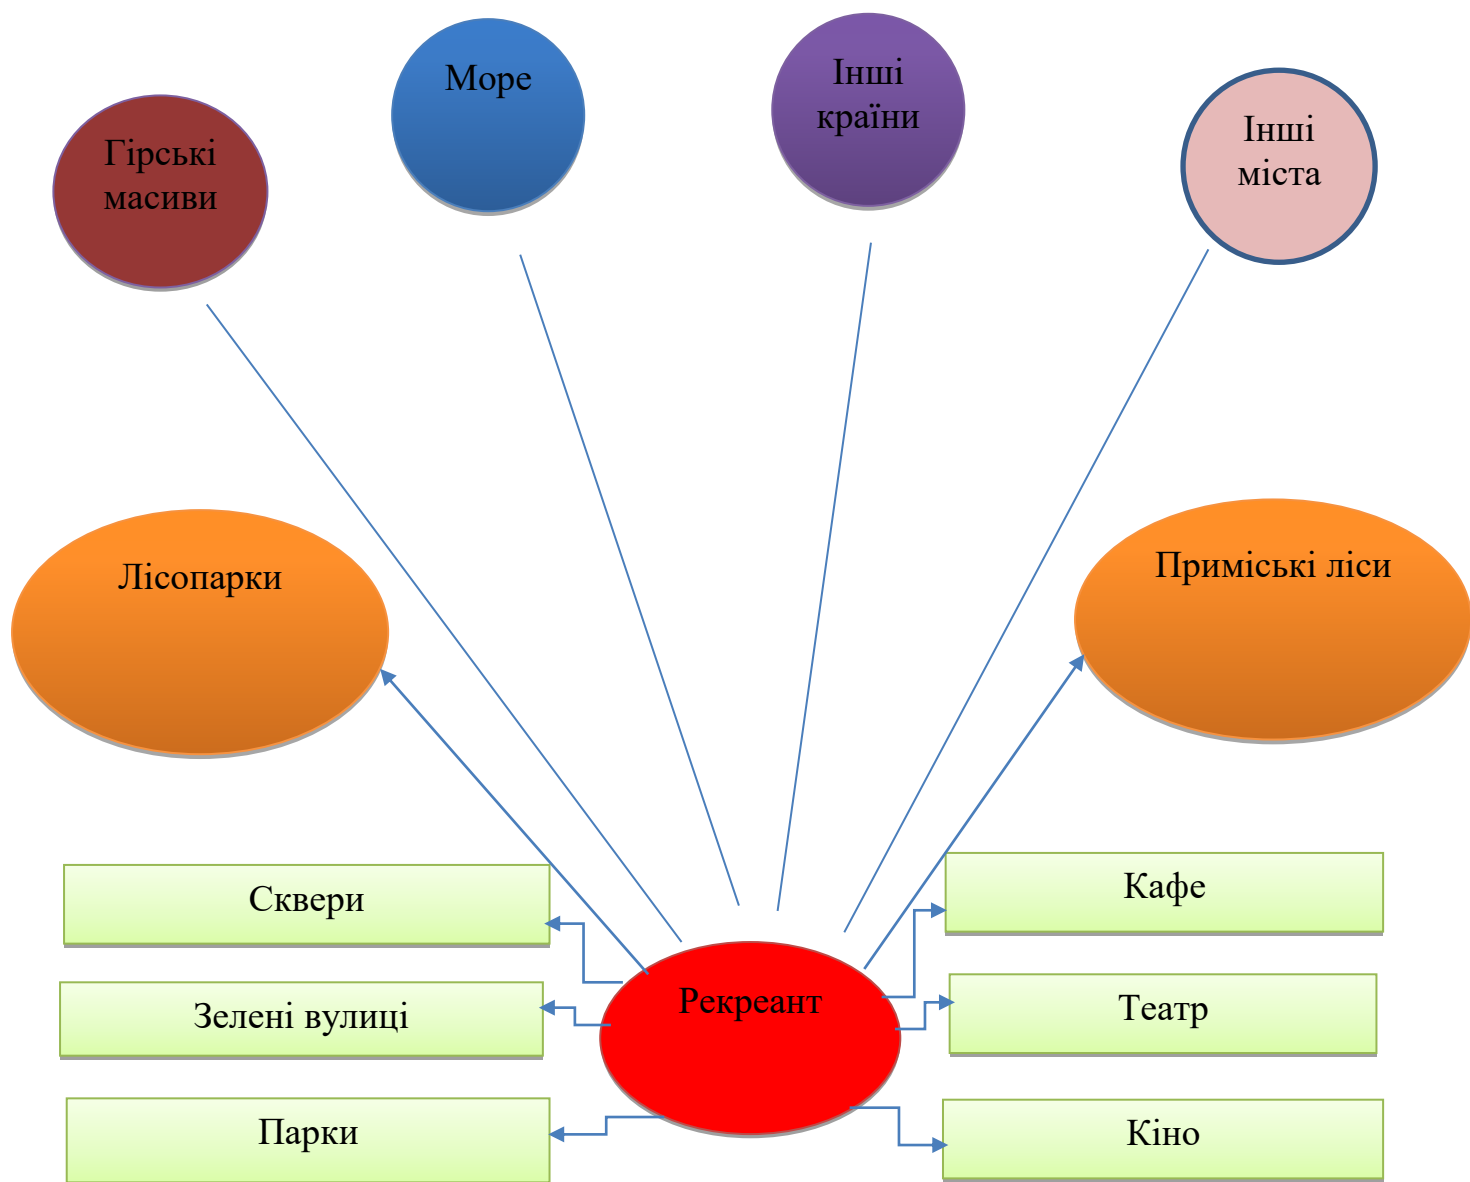 Гірські
масиви
Море
Інші
країни
Інші
міста
Лісопарки
Приміські ліси
Сквери
Кафе
Рекреант
Зелені вулиці
Театр
Парки
Кіно